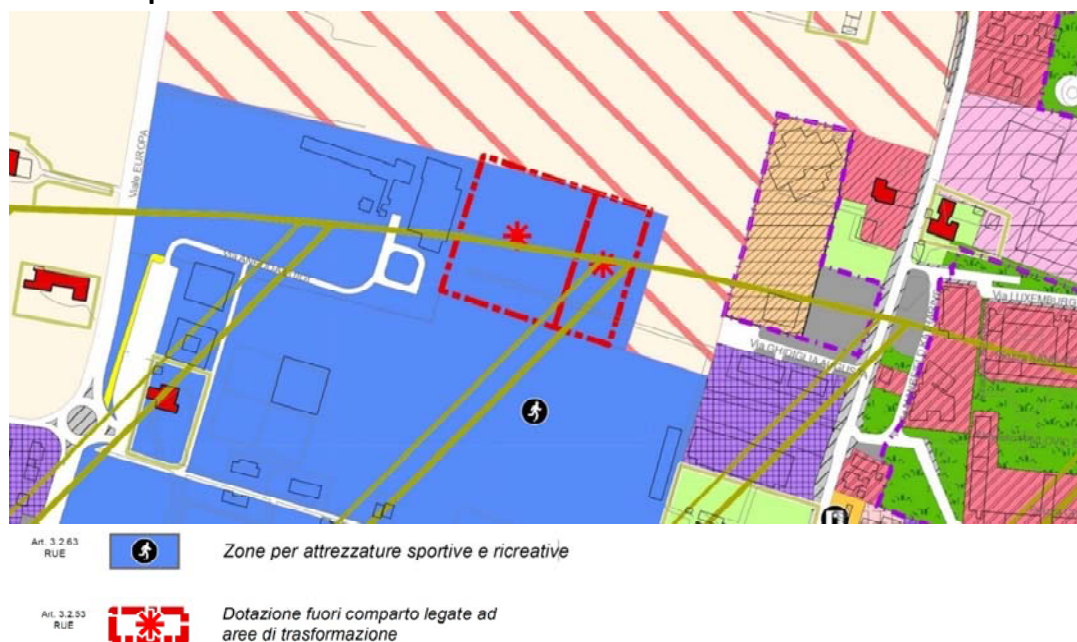 Viale EUROPA
Via LUXEMBURG
Art. 3.2.63
RUE
Zone per attrezzature sportive e ricreative
Art. 3.2.53
RUE
Dotazione fuori comparto legate ad
aree di trasformazione